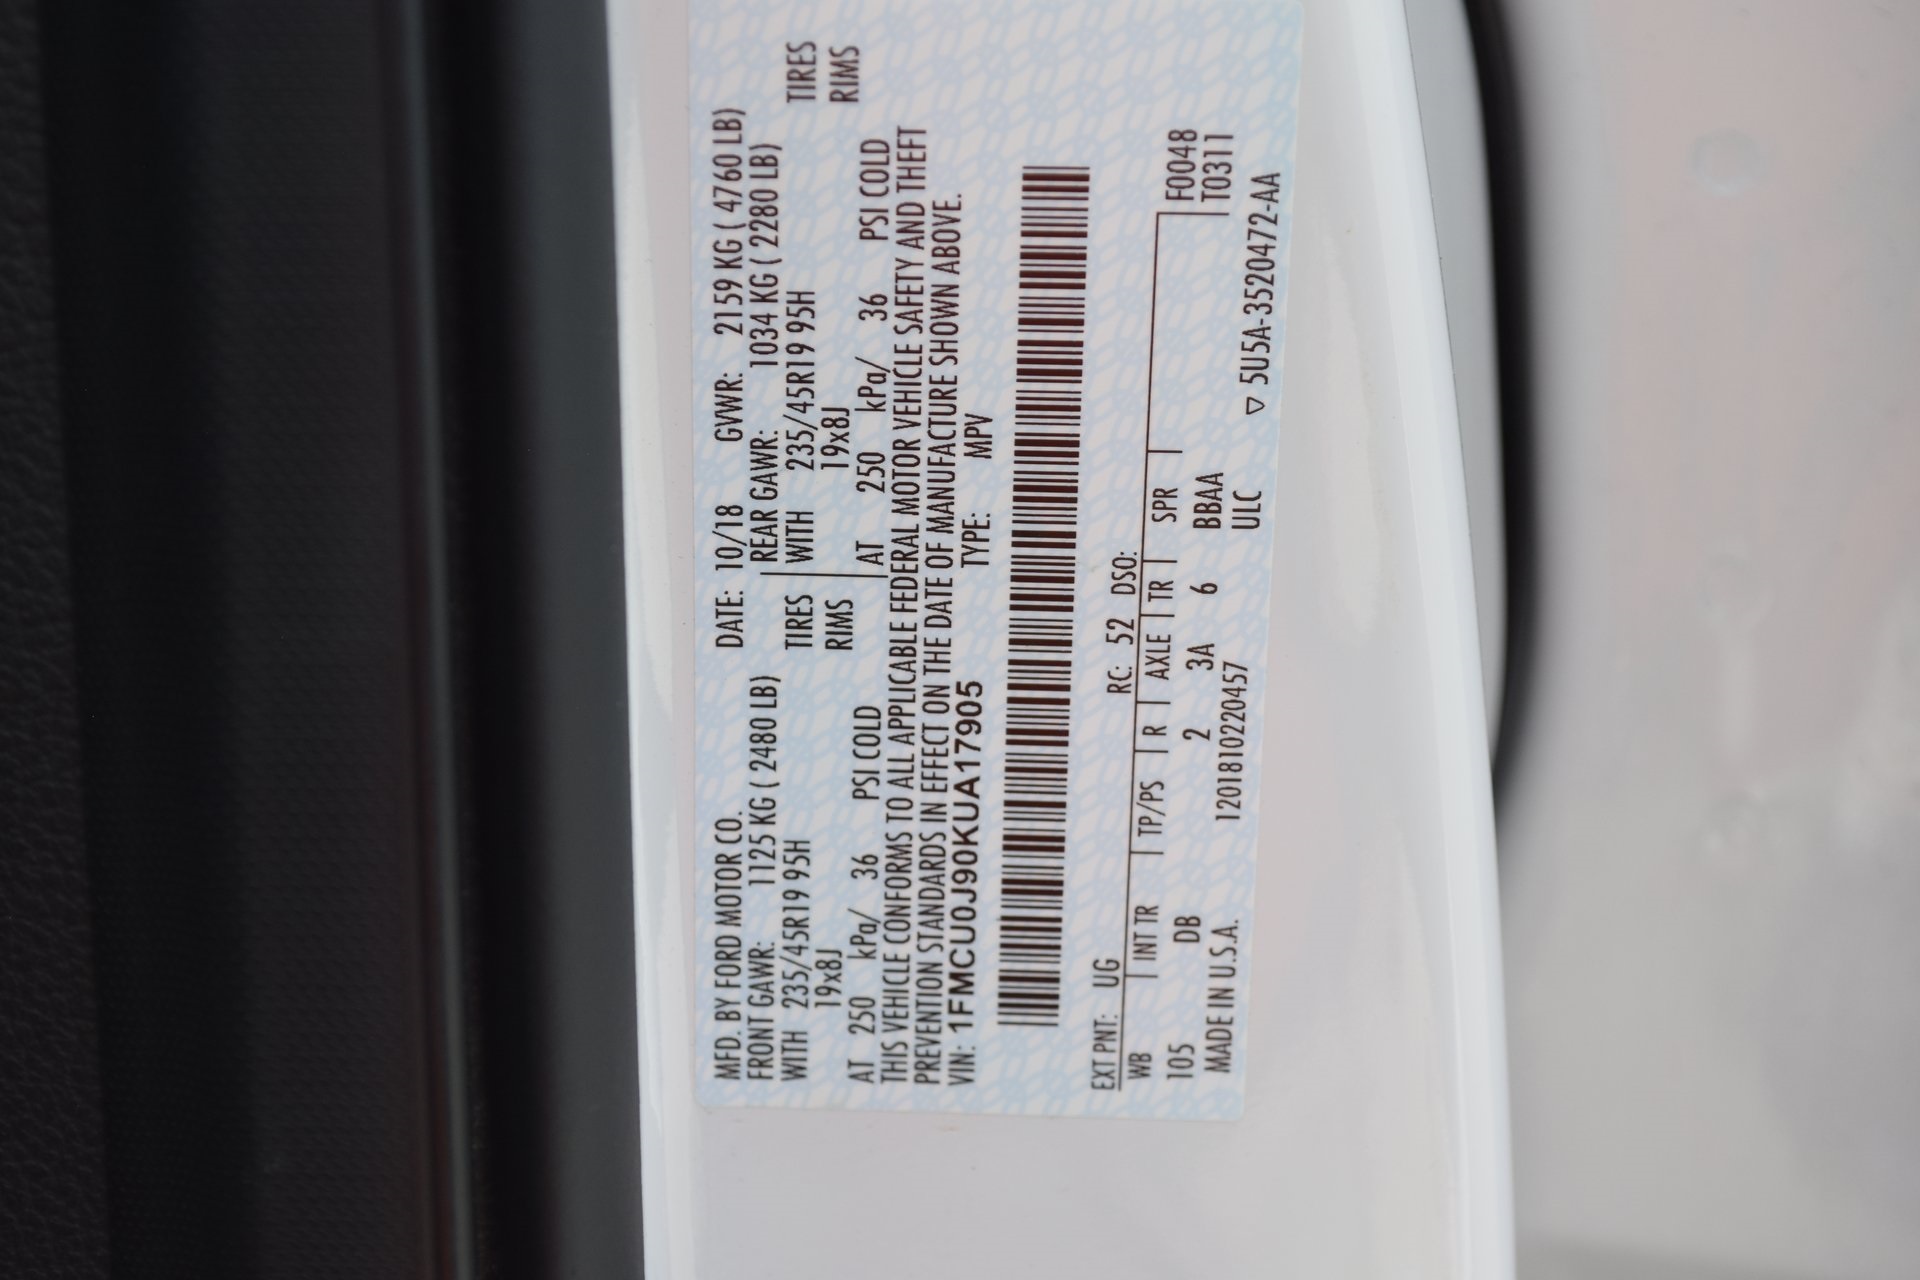 MFD. BY FORD MOTOR CO. DATE: 10/18 GVWR: 2159 KG ( 4760 LB)
FRONT GAWR: 1125 KG ( 2480 LB) REAR GAWR: 1034 KG ( 2280 LB)
WITH 235/45R19 95H TIRES WITH 235/45R19 95H TIRES
19x8J RIMS 19x8J RIMS
AT 250 kPa/ 36 PSI COLD AT 250 kPa/ 36 PSI COLD
THIS VEHICLE CONFORMS TO ALL APPLICABLE FEDERAL MOTOR VEHICLE SAFETY AND THEFT
PREVENTION STANDARDS IN EFFECT ON THE DATE OF MANUFACTURE SHOWN ABOVE.
VIN: 1FMCU0J90KUA17905 TYPE: MPV
EXT PNT: UG RC: 52 DSO:
WB INT TR TP/PS R AXLE TR SPR F0048
105 DB 2 2 3A 6 BBAA T0311
MADE IN U.S.A. 120181022​0457 ULC ▽ 5U5A-3520472-AA